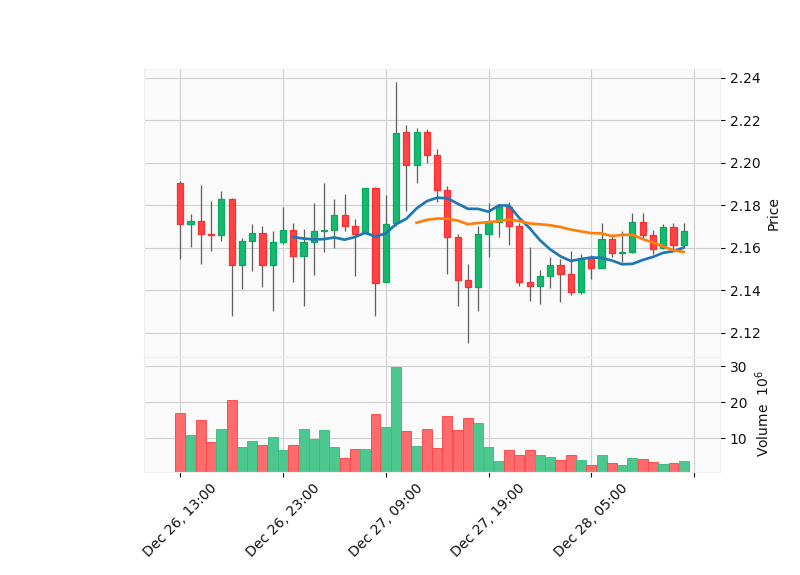 2.24
2.22
2.20
2.18
2.16
2.14
2.12
Price
30
20
10
Volume 10^6
Dec 26, 13:00
Dec 26, 23:00
Dec 27, 09:00
Dec 27, 19:00
Dec 28, 05:00